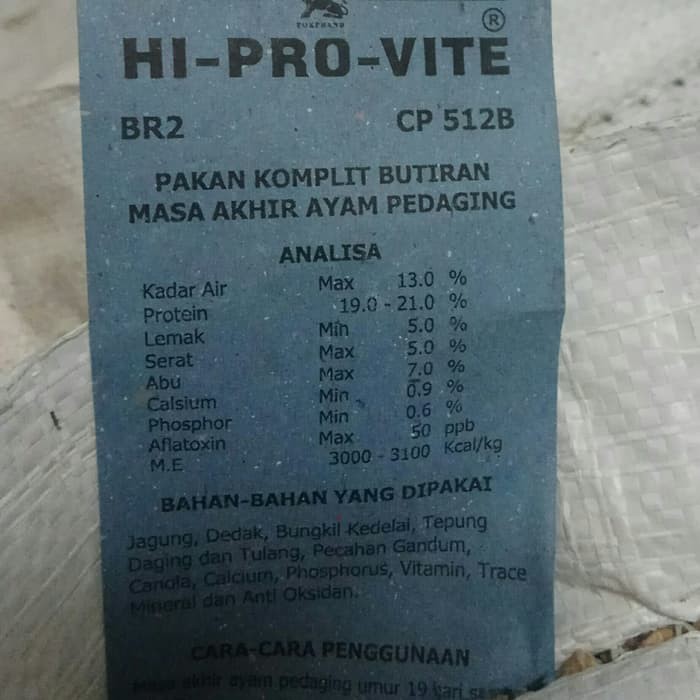 POKPHAND
HI-PRO-VITE ®
BR2 CP 512B
PAKAN KOMPLIT BUTIRAN
MASA AKHIR AYAM PEDAGING
ANALISA
Kadar Air Max 13.0 %
Protein 19.0 - 21.0 %
Lemak Min 5.0 %
Serat Max 5.0 %
Abu Max 7.0 %
Calsium Min 0.9 %
Phosphor Min 0.6 %
Aflatoxin Max 50 ppb
M.E 3000 - 3100 Kcal/kg
BAHAN-BAHAN YANG DIPAKAI
Jagung, Dedak, Bungkil Kedelai, Tepung
Daging dan Tulang, Pecahan Gandum,
Canola, Calcium, Phosphorus, Vitamin, Trace
Mineral dan Anti Oksidan.
CARA-CARA PENGGUNAAN
Masa akhir ayam pedaging umur 19 hari